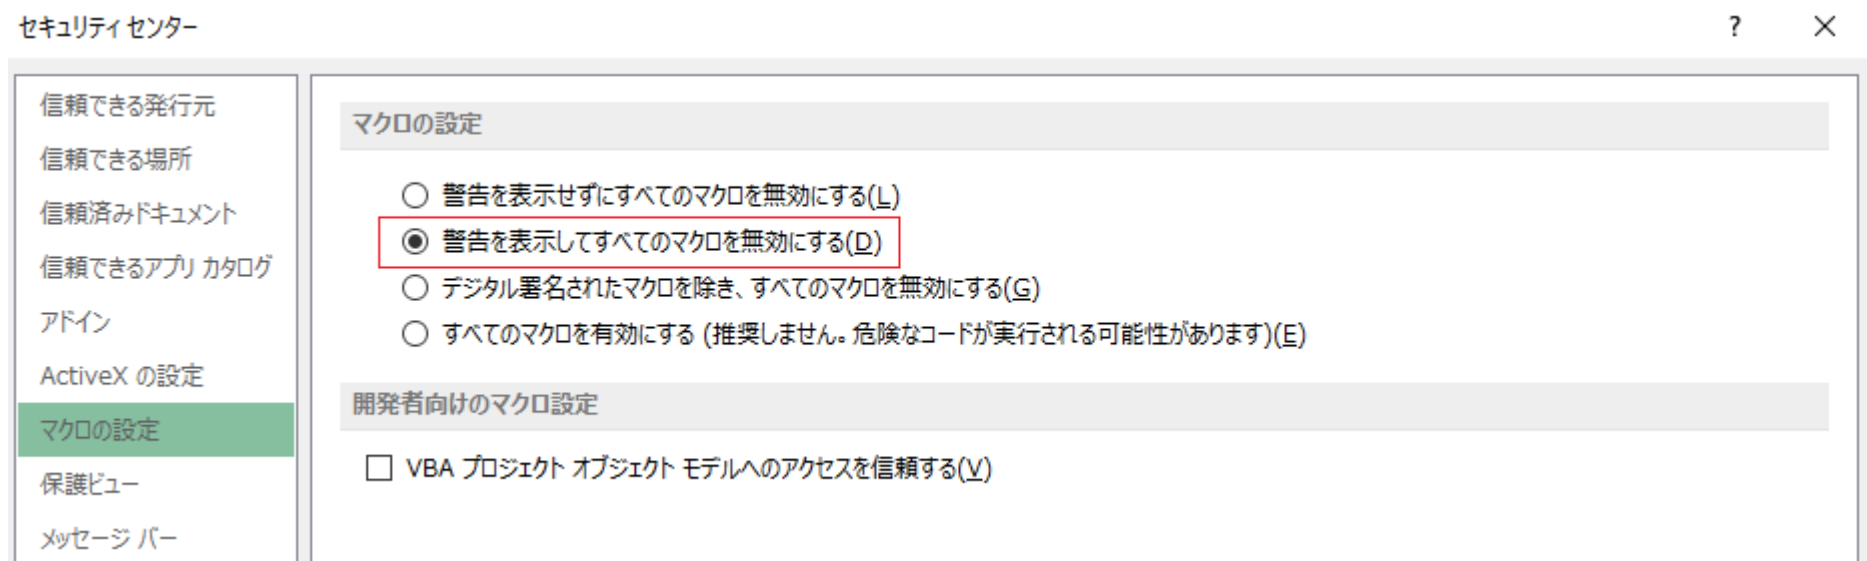 セキュリティ センター
?
信頼できる発行元
信頼できる場所
信頼済みドキュメント
信頼できるアプリ カタログ
アドイン
ActiveX の設定
マクロの設定
保護ビュー
メッセージ バー
マクロの設定
警告を表示せずにすべてのマクロを無効にする(L)
警告を表示してすべてのマクロを無効にする(D)
デジタル署名されたマクロを除き、すべてのマクロを無効にする(G)
すべてのマクロを有効にする (推奨しません。危険なコードが実行される可能性があります)(E)
開発者向けのマクロ設定
VBA プロジェクト オブジェクト モデルへのアクセスを信頼する(V)